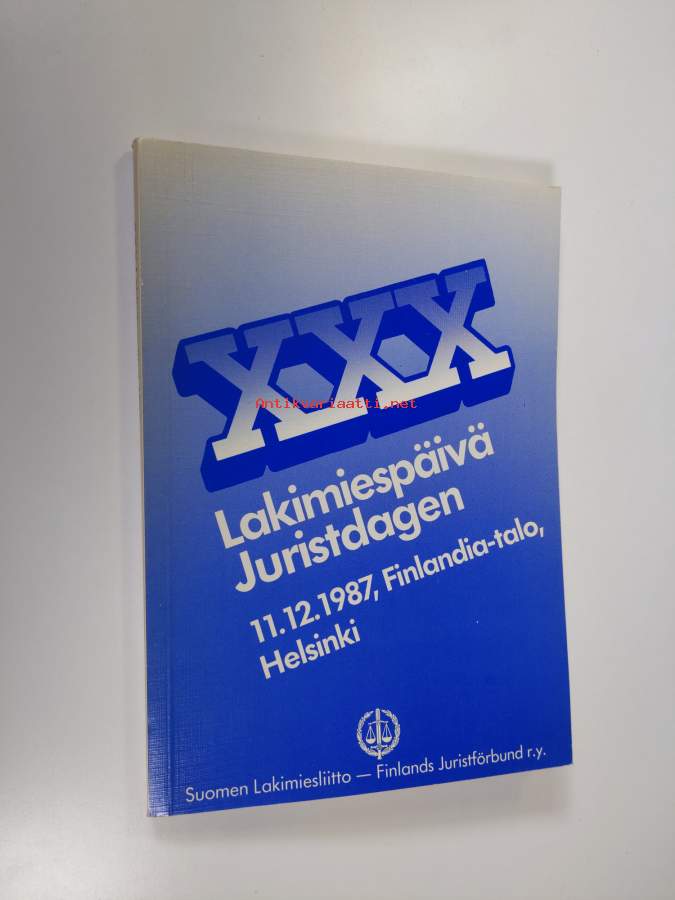 XXX
Antikvariaatti.net
Lakimiespäivä
Juristdagen
11.12.1987, Finlandia-talo,
Helsinki
Suomen Lakimiesliitto — Finlands Juristförbund r.y.